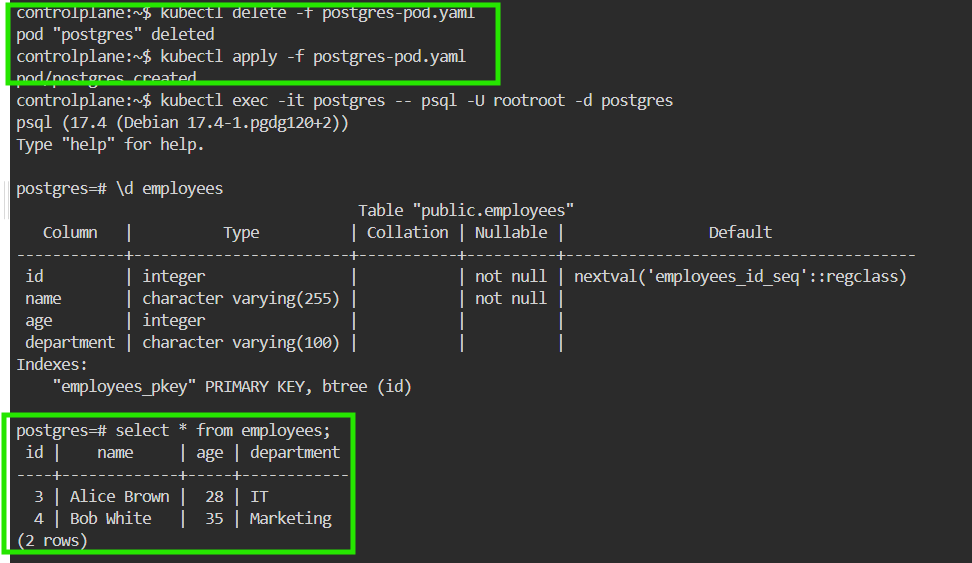 controlplane:~$ kubectl delete -f postgres-pod.yaml
pod "postgres" deleted
controlplane:~$ kubectl apply -f postgres-pod.yaml
pod/postgres created
controlplane:~$ kubectl exec -it postgres -- psql -U rootroot -d postgres
psql (17.4 (Debian 17.4-1.pgdg120+2))
Type "help" for help.
postgres=# \d employees
                                      Table "public.employees"
   Column   |          Type          | Collation | Nullable |                Default
------------+------------------------+-----------+----------+---------------------------------------
 id         | integer                |           | not null | nextval('employees_id_seq'::regclass)
 name       | character varying(255) |           | not null |
 age        | integer                |           |          |
 department | character varying(100) |           |          |
Indexes:
    "employees_pkey" PRIMARY KEY, btree (id)
postgres=# select * from employees;
 id |    name     | age | department
----+-------------+-----+------------
  3 | Alice Brown |  28 | IT
  4 | Bob White   |  35 | Marketing
(2 rows)